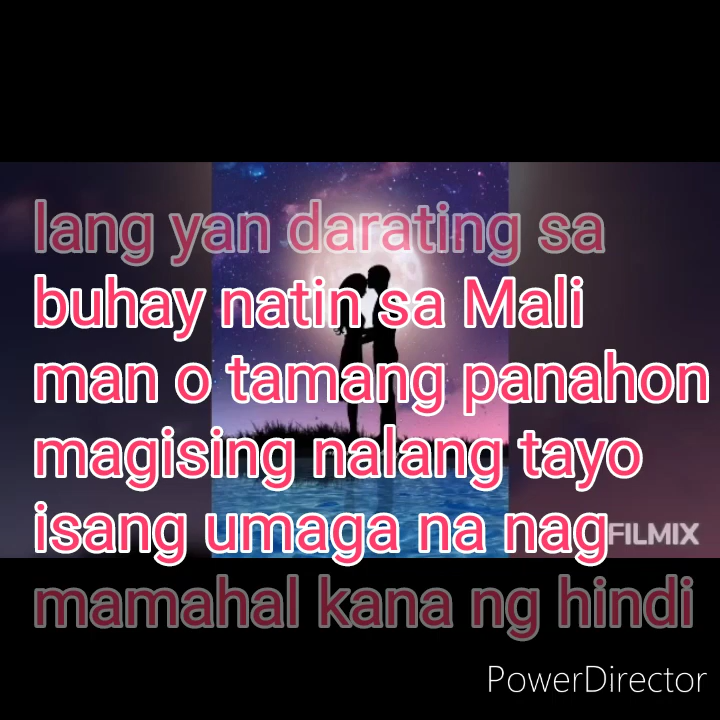 lang yan darating sa
buhay natin sa Mali
man o tamang panahon
magising nalang tayo
isang umaga na nag
FILMIX
mamahal kana ng hindi
PowerDirector